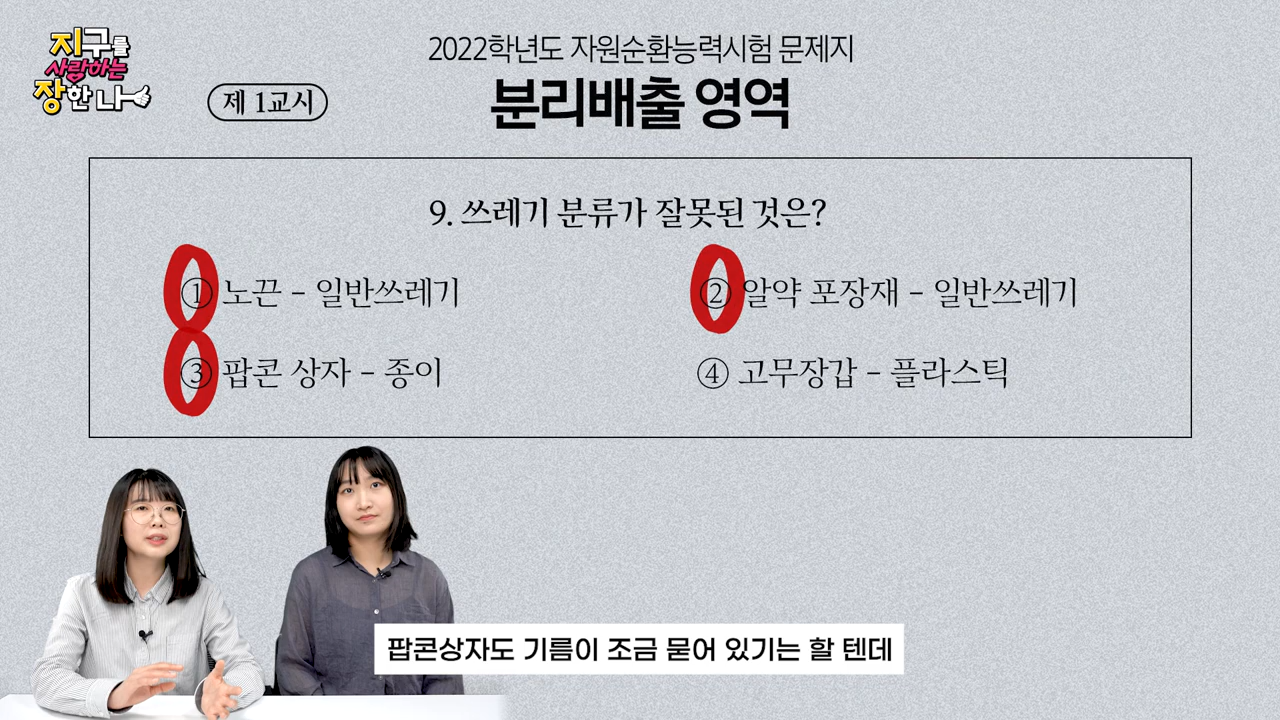 지구를
사랑하는
장한 나
2022학년도 자원순환능력시험 문제지
제 1교시
분리배출 영역
9. 쓰레기 분류가 잘못된 것은?
① 노끈 - 일반쓰레기
② 알약 포장재 - 일반쓰레기
③ 팝콘 상자 - 종이
④ 고무장갑 - 플라스틱
팝콘상자도 기름이 조금 묻어 있기는 할 텐데